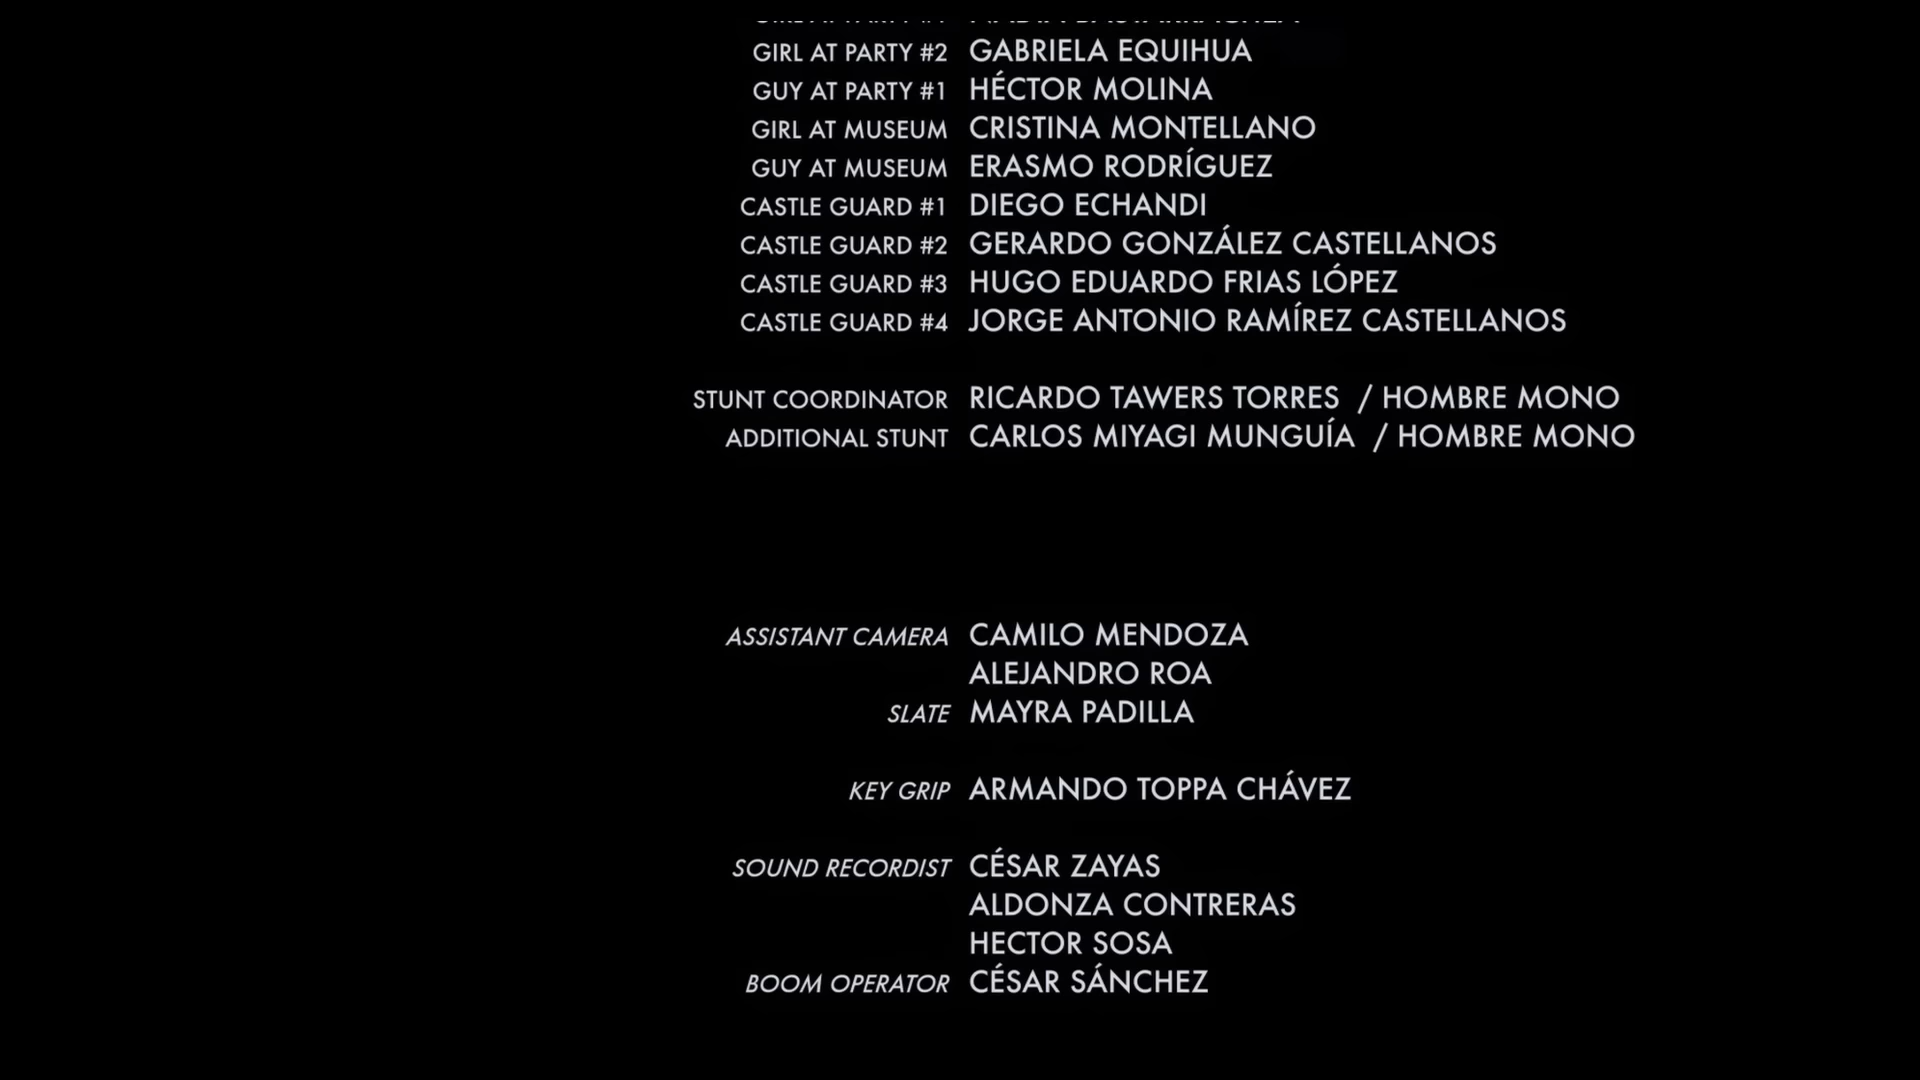 GIRL AT PARTY #2 GABRIELA EQUIHUA
GUY AT PARTY #1 HÉCTOR MOLINA
GIRL AT MUSEUM CRISTINA MONTELLANO
GUY AT MUSEUM ERASMO RODRÍGUEZ
CASTLE GUARD #1 DIEGO ECHANDI
CASTLE GUARD #2 GERARDO GONZÁLEZ CASTELLANOS
CASTLE GUARD #3 HUGO EDUARDO FRIAS LÓPEZ
CASTLE GUARD #4 JORGE ANTONIO RAMÍREZ CASTELLANOS
STUNT COORDINATOR RICARDO TAWERS TORRES / HOMBRE MONO
ADDITIONAL STUNT CARLOS MIYAGI MUNGUÍA / HOMBRE MONO
ASSISTANT CAMERA CAMILO MENDOZA
ALEJANDRO ROA
SLATE MAYRA PADILLA
KEY GRIP ARMANDO TOPPA CHÁVEZ
SOUND RECORDIST CÉSAR ZAYAS
ALDONZA CONTRERAS
HECTOR SOSA
BOOM OPERATOR CÉSAR SÁNCHEZ